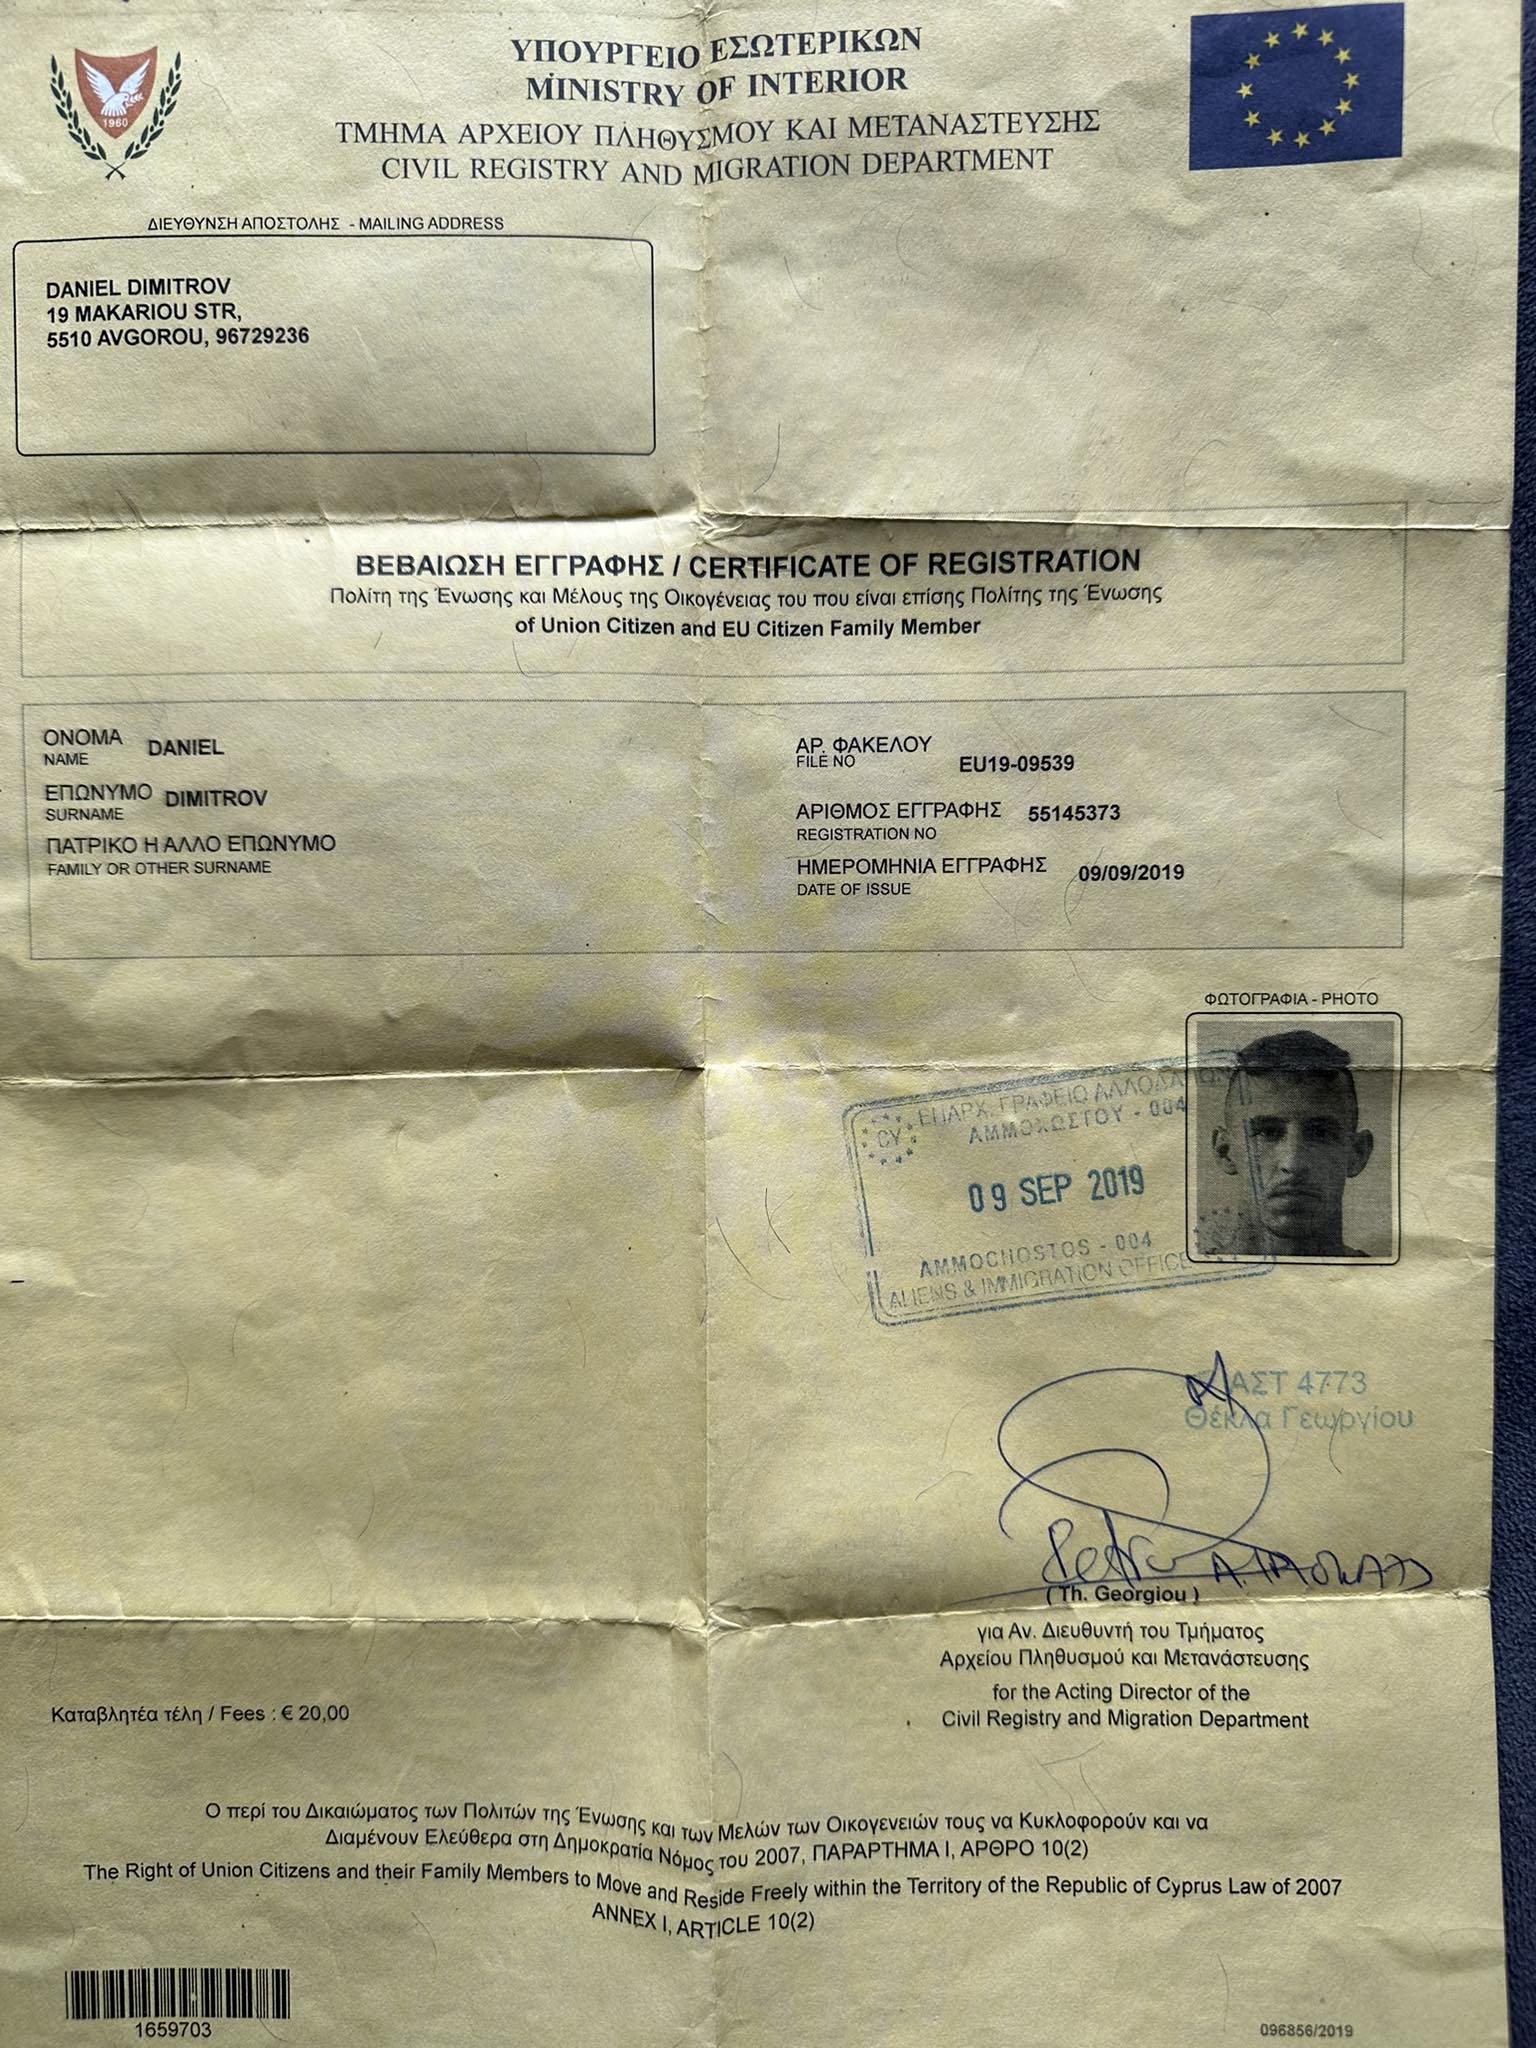 1960
ΥΠΟΥΡΓΕΙΟ ΕΣΩΤΕΡΙΚΩΝ
MINISTRY OF INTERIOR
ΤΜΗΜΑ ΑΡΧΕΙΟΥ ΠΛΗΘΥΣΜΟΥ ΚΑΙ ΜΕΤΑΝΑΣΤΕΥΣΗΣ
CIVIL REGISTRY AND MIGRATION DEPARTMENT
ΔΙΕΥΘΥΝΣΗ ΑΠΟΣΤΟΛΗΣ - MAILING ADDRESS
DANIEL DIMITROV
19 MAKARIOU STR,
5510 AVGOROU, 96729236
ΒΕΒΑΙΩΣΗ ΕΓΓΡΑΦΗΣ / CERTIFICATE OF REGISTRATION
Πολίτη της Ένωσης και Μέλους της Οικογένειας του που είναι επίσης Πολίτης της Ένωσης
of Union Citizen and EU Citizen Family Member
ΟΝΟΜΑ DANIEL
NAME
ΕΠΩΝΥΜΟ DIMITROV
SURNAME
ΠΑΤΡΙΚΟ Η ΑΛΛΟ ΕΠΩΝΥΜΟ
FAMILY OR OTHER SURNAME
ΑΡ. ΦΑΚΕΛΟΥ
FILE NO EU19-09539
ΑΡΙΘΜΟΣ ΕΓΓΡΑΦΗΣ 55145373
REGISTRATION NO
ΗΜΕΡΟΜΗΝΙΑ ΕΓΓΡΑΦΗΣ 09/09/2019
DATE OF ISSUE
ΦΩΤΟΓΡΑΦΙΑ - PHOTO
CY ΕΠΑΡΧ. ΓΡΑΦΕΙΟ ΑΛΛΟΔΑΠΩΝ
ΑΜΜΟΧΩΣΤΟΥ - 004
09 SEP 2019
AMMOCHOSTOS - 004
ALIENS & IMMIGRATION OFFICE
ΑΣΤ 4773
Θέκλα Γεωργίου
(Th. Georgiou)
για Αν. Διευθυντή του Τμήματος
Αρχείου Πληθυσμού και Μετανάστευσης
for the Acting Director of the
Civil Registry and Migration Department
Καταβλητέα τέλη / Fees : € 20,00
Ο περί του Δικαιώματος των Πολιτών της Ένωσης και των Μελών των Οικογενειών τους να Κυκλοφορούν και να
Διαμένουν Ελεύθερα στη Δημοκρατία Νόμος του 2007, ΠΑΡΑΡΤΗΜΑ Ι, ΑΡΘΡΟ 10(2)
The Right of Union Citizens and their Family Members to Move and Reside Freely within the Territory of the Republic of Cyprus Law of 2007
ANNEX I, ARTICLE 10(2)
1659703
096856/2019